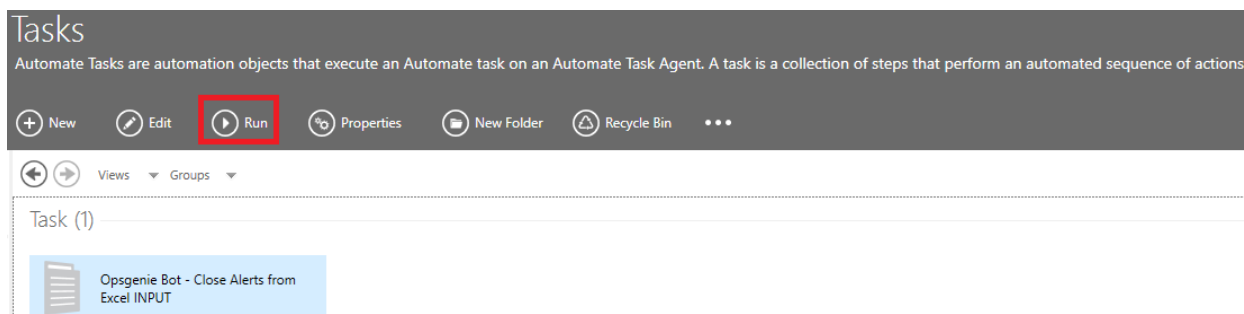 Tasks
Automate Tasks are automation objects that execute an Automate task on an Automate Task Agent. A task is a collection of steps that perform an automated sequence of actions
New Edit Run Properties New Folder Recycle Bin •••
Views Groups
Task (1)
Opsgenie Bot - Close Alerts from
Excel INPUT